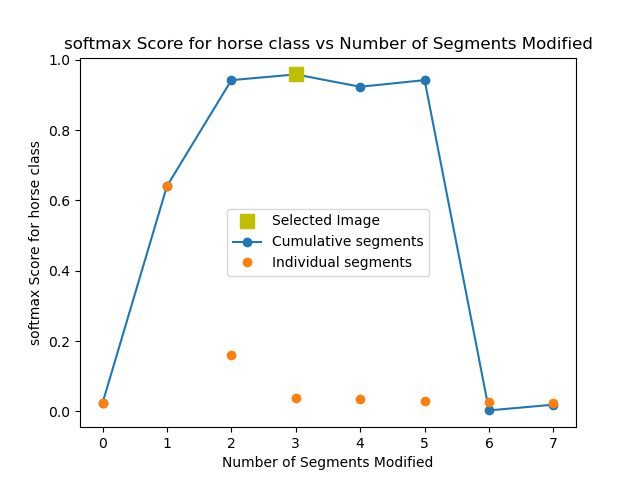 softmax Score for horse class vs Number of Segments Modified
softmax Score for horse class
1.0
0.8
0.6
0.4
0.2
0.0
Selected Image
Cumulative segments
Individual segments
0 1 2 3 4 5 6 7
Number of Segments Modified